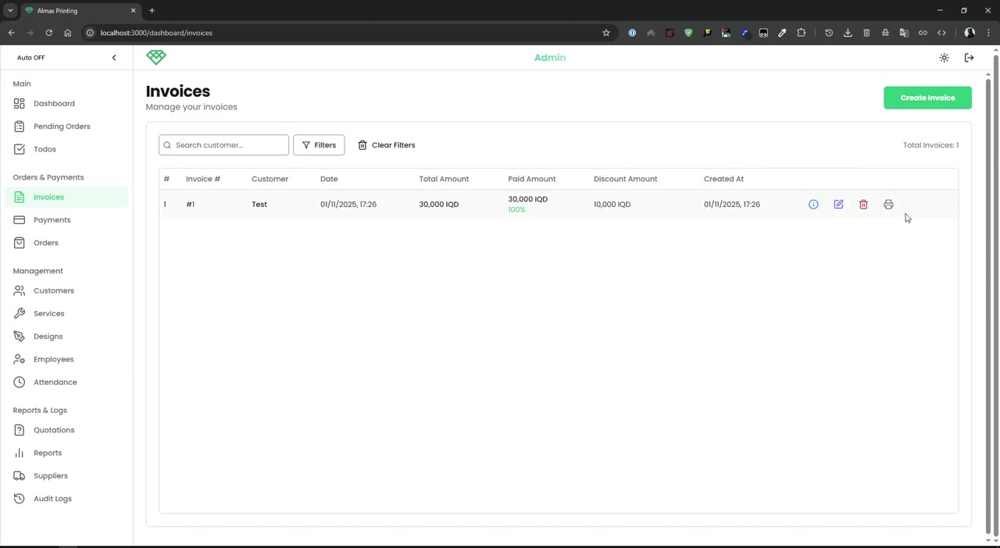 Almas Printing
localhost:3000/dashboard/invoices
Auto OFF
Admin
Main
Dashboard
Pending Orders
Todos
Orders & Payments
Invoices
Payments
Orders
Management
Customers
Services
Designs
Employees
Attendance
Reports & Logs
Quotations
Reports
Suppliers
Audit Logs
Invoices
Manage your invoices
Create Invoice
Search customer...
Filters
Clear Filters
Total Invoices: 1
# Invoice # Customer Date Total Amount Paid Amount Discount Amount Created At
1 #1 Test 01/11/2025, 17:26 30,000 IQD 30,000 IQD 10,000 IQD 01/11/2025, 17:26
100%